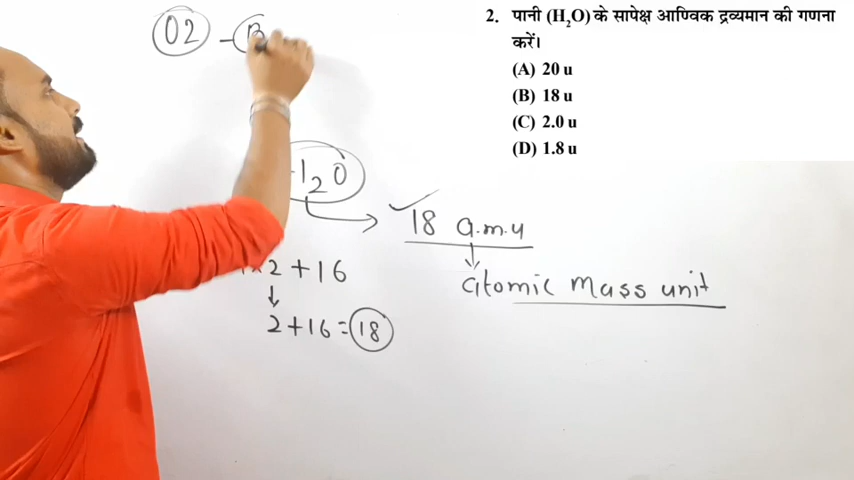 2. पानी (H₂O) के सापेक्ष आण्विक द्रव्यमान की गणना
करें।
(A) 20 u
(B) 18 u
(C) 2.0 u
(D) 1.8 u
02 – B
H₂O
18 a.m.u
atomic mass unit
×2+16
2+16=18